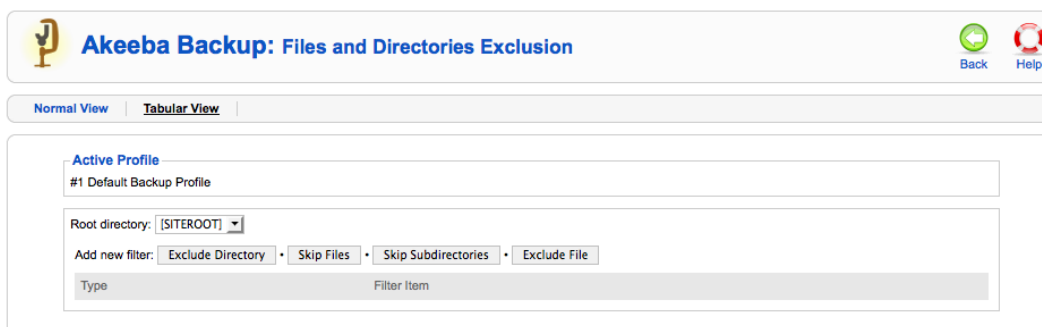 Akeeba Backup: Files and Directories Exclusion
Back Help
Normal View Tabular View
Active Profile
#1 Default Backup Profile
Root directory: [SITEROOT]
Add new filter: Exclude Directory • Skip Files • Skip Subdirectories • Exclude File
Type Filter Item